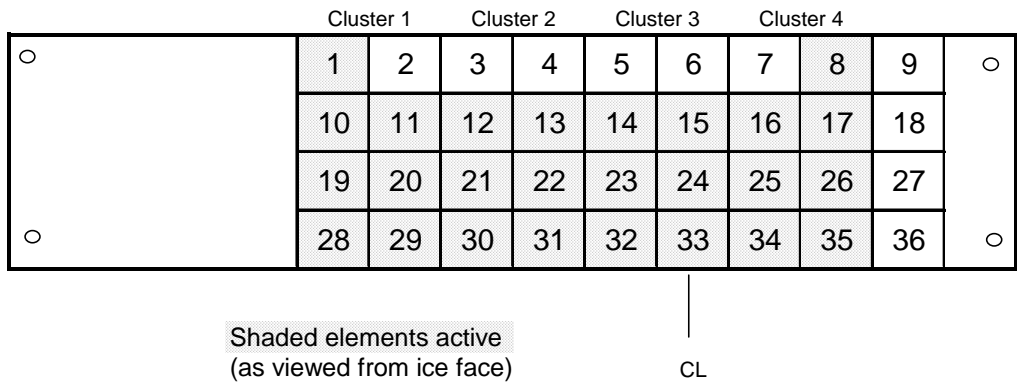 Cluster 1 Cluster 2 Cluster 3 Cluster 4
1 2 3 4 5 6 7 8 9
10 11 12 13 14 15 16 17 18
19 20 21 22 23 24 25 26 27
28 29 30 31 32 33 34 35 36
Shaded elements active
(as viewed from ice face)
CL